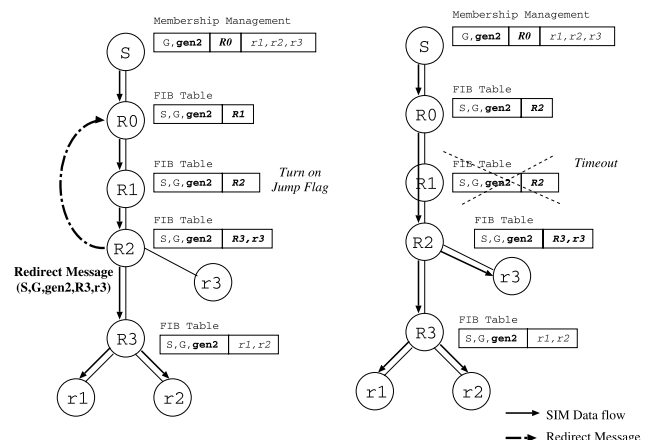 Membership Management
S
G,gen2 R0 r1,r2,r3
FIB Table
R0
S,G,gen2 R1
FIB Table
R1
S,G,gen2 R2
Turn on
Jump Flag
FIB Table
R2
S,G,gen2 R3,r3
Redirect Message
(S,G,gen2,R3,r3)
r3
FIB Table
R3
S,G,gen2 r1,r2
r1
r2
Membership Management
S
G,gen2 R0 r1,r2,r3
FIB Table
R0
S,G,gen2 R2
FIB Table
R1
S,G,gen2 R2
Timeout
FIB Table
R2
S,G,gen2 R3,r3
r3
FIB Table
R3
S,G,gen2 r1,r2
r1
r2
SIM Data flow
Redirect Message